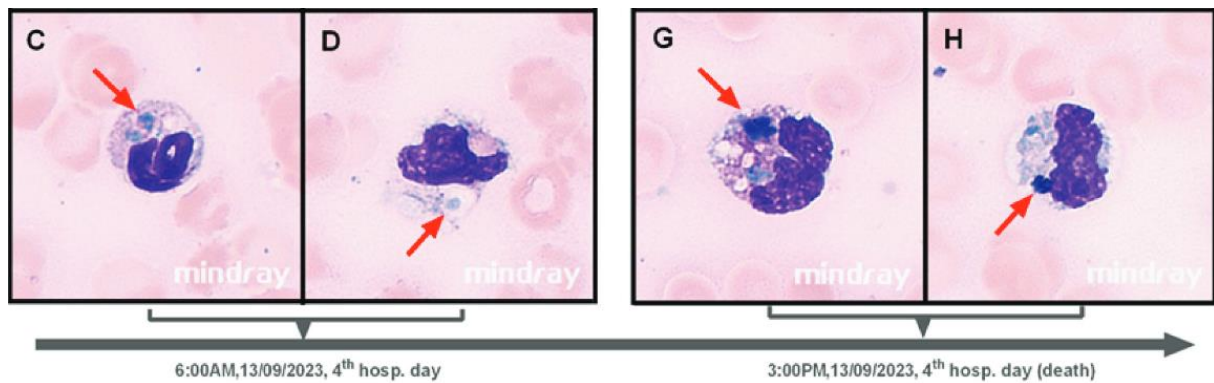 C D G H
mindray mindray mindray mindray
6:00AM,13/09/2023, 4th hosp. day 3:00PM,13/09/2023, 4th hosp. day (death)